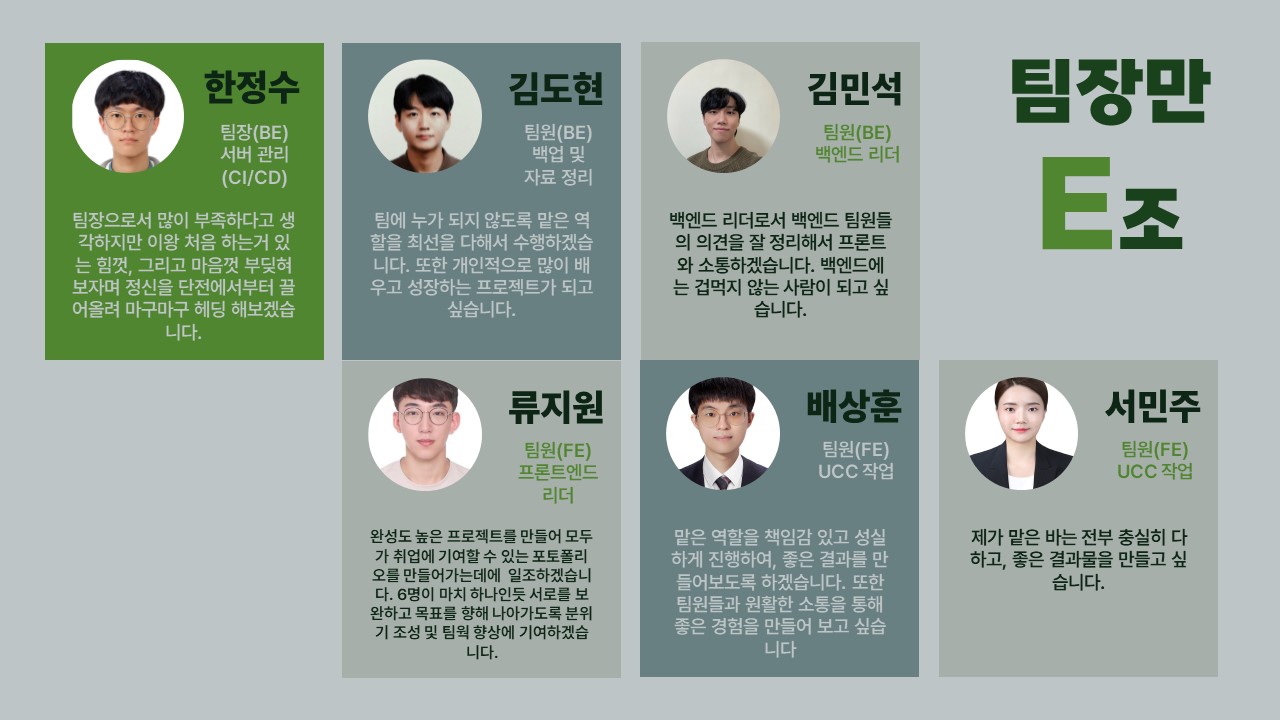 한정수
팀장(BE)
서버 관리
(CI/CD)
팀장으로서 많이 부족하다고 생
각하지만 이왕 처음 하는거 있
는 힘껏, 그리고 마음껏 부딪혀
보자며 정신을 단전에서부터 끌
어올려 마구마구 헤딩 해보겠습
니다.
김도현
팀원(BE)
백업 및
자료 정리
팀에 누가 되지 않도록 맡은 역
할을 최선을 다해서 수행하겠습
니다. 또한 개인적으로 많이 배
우고 성장하는 프로젝트가 되고
싶습니다.
김민석
팀원(BE)
백엔드 리더
백엔드 리더로서 백엔드 팀원들
의 의견을 잘 정리해서 프론트
와 소통하겠습니다. 백엔드에
는 겁먹지 않는 사람이 되고 싶
습니다.
팀장만
E조
류지원
팀원(FE)
프론트엔드
리더
완성도 높은 프로젝트를 만들어 모두
가 취업에 기여할 수 있는 포토폴리
오를 만들어가는데에 일조하겠습니
다. 6명이 마치 하나인듯 서로를 보
완하고 목표를 향해 나아가도록 분위
기 조성 및 팀웍 향상에 기여하겠습
니다.
배상훈
팀원(FE)
UCC 작업
맡은 역할을 책임감 있고 성실
하게 진행하여, 좋은 결과를 만
들어보도록 하겠습니다. 또한
팀원들과 원활한 소통을 통해
좋은 경험을 만들어 보고 싶습
니다
서민주
팀원(FE)
UCC 작업
제가 맡은 바는 전부 충실히 다
하고, 좋은 결과물을 만들고 싶
습니다.